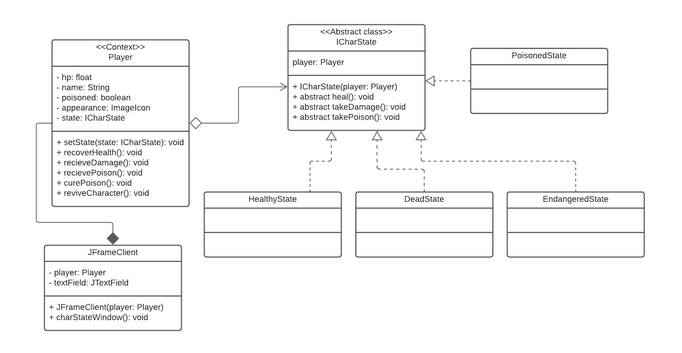 <<Context>>
Player
- hp: float
- name: String
- poisoned: boolean
- appearance: ImageIcon
- state: ICharState
+ setState(state: ICharState): void
+ recoverHealth(): void
+ recieveDamage(): void
+ recievePoison(): void
+ curePoison(): void
+ reviveCharacter(): void
<<Abstract class>>
ICharState
player: Player
+ ICharState(player: Player)
+ abstract heal(): void
+ abstract takeDamage(): void
+ abstract takePoison(): void
PoisonedState
HealthyState
DeadState
EndangeredState
JFrameClient
- player: Player
- textField: JTextField
+ JFrameClient(player: Player)
+ charStateWindow(): void